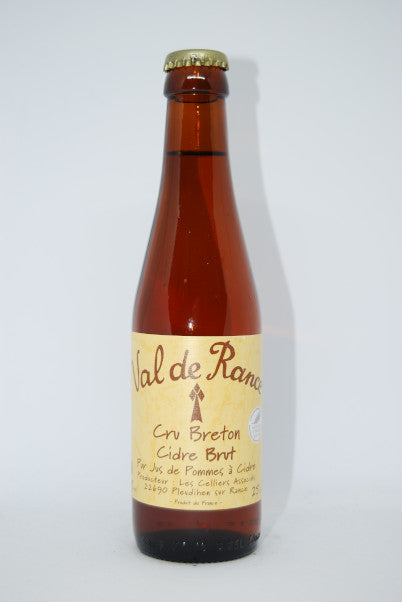 Val de Rance
Cru Breton
Cidre Brut
Pur Jus de Pommes à Cidre
Producteur : Les Celliers Associés
22690 Pleudihen sur Rance
- Produit de France -